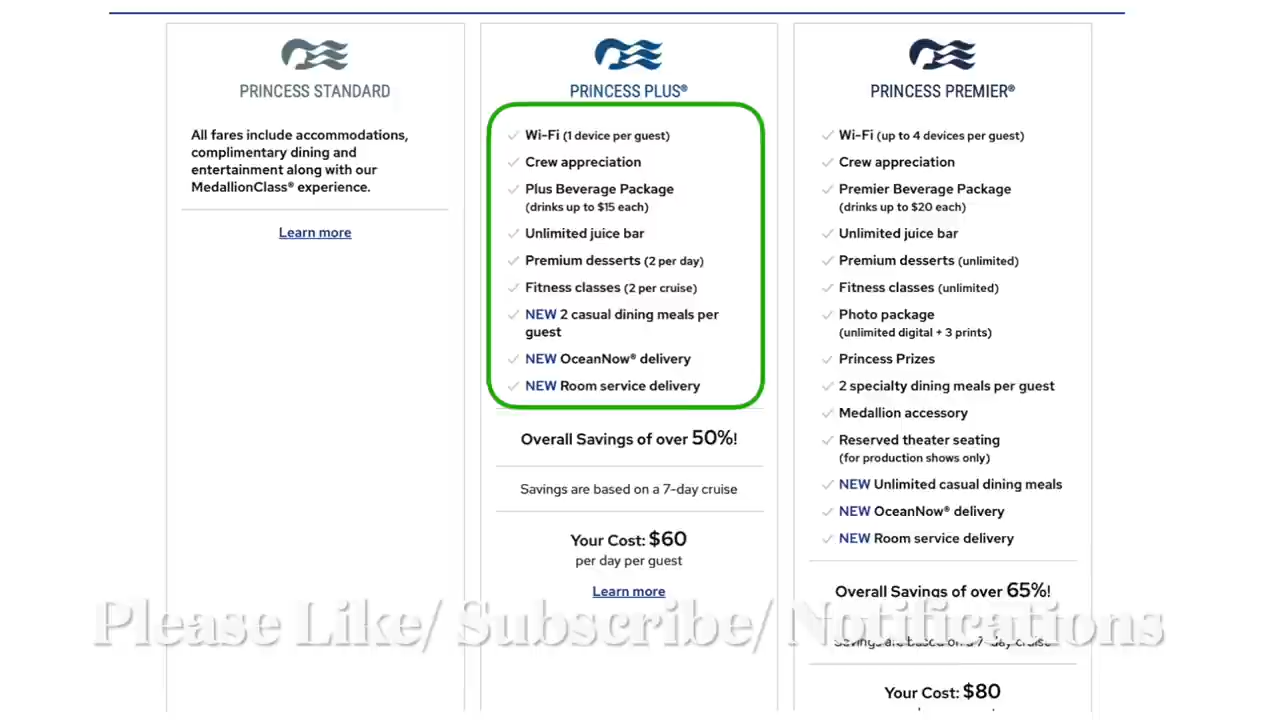 PRINCESS STANDARD
All fares include accommodations,
complimentary dining and
entertainment along with our
MedallionClass® experience.
Learn more
PRINCESS PLUS®
Wi-Fi (1 device per guest)
Crew appreciation
Plus Beverage Package
(drinks up to $15 each)
Unlimited juice bar
Premium desserts (2 per day)
Fitness classes (2 per cruise)
NEW 2 casual dining meals per
guest
NEW OceanNow® delivery
NEW Room service delivery
Overall Savings of over 50%!
Savings are based on a 7-day cruise
Your Cost: $60
per day per guest
Learn more
PRINCESS PREMIER®
Wi-Fi (up to 4 devices per guest)
Crew appreciation
Premier Beverage Package
(drinks up to $20 each)
Unlimited juice bar
Premium desserts (unlimited)
Fitness classes (unlimited)
Photo package
(unlimited digital + 3 prints)
Princess Prizes
2 specialty dining meals per guest
Medallion accessory
Reserved theater seating
(for production shows only)
NEW Unlimited casual dining meals
NEW OceanNow® delivery
NEW Room service delivery
Overall Savings of over 65%!
Savings are based on a 7-day cruise
Your Cost: $80
Please Like/ Subscribe/ Notifications